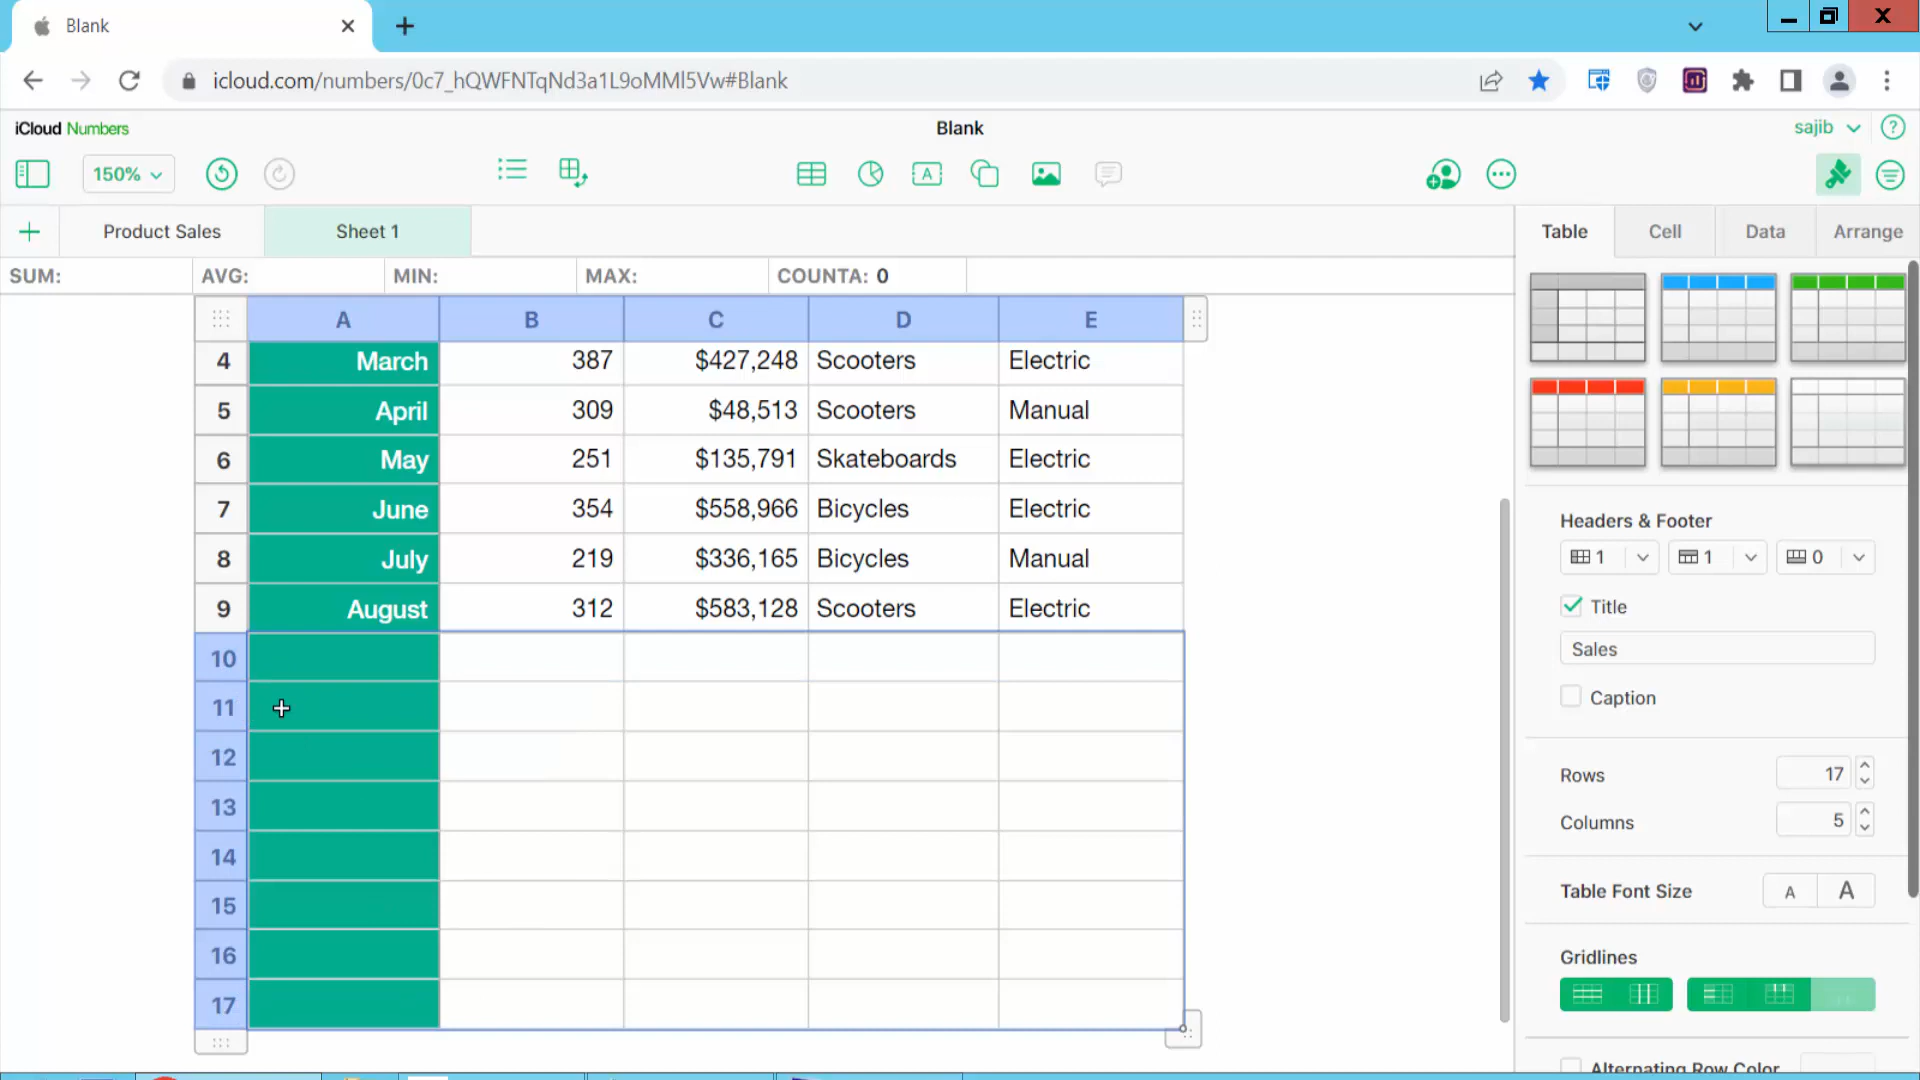 Blank
icloud.com/numbers/0c7_hQWFNTqNd3a1L9oMMl5Vw#Blank
iCloud Numbers
Blank
sajib
150%
Product Sales
Sheet 1
Table
Cell
Data
Arrange
SUM:
AVG:
MIN:
MAX:
COUNTA: 0
A B C D E
4 March 387 $427,248 Scooters Electric
5 April 309 $48,513 Scooters Manual
6 May 251 $135,791 Skateboards Electric
7 June 354 $558,966 Bicycles Electric
8 July 219 $336,165 Bicycles Manual
9 August 312 $583,128 Scooters Electric
10
11
12
13
14
15
16
17
Headers & Footer
1 1 0
Title
Sales
Caption
Rows 17
Columns 5
Table Font Size A A
Gridlines
Alternating Row Color